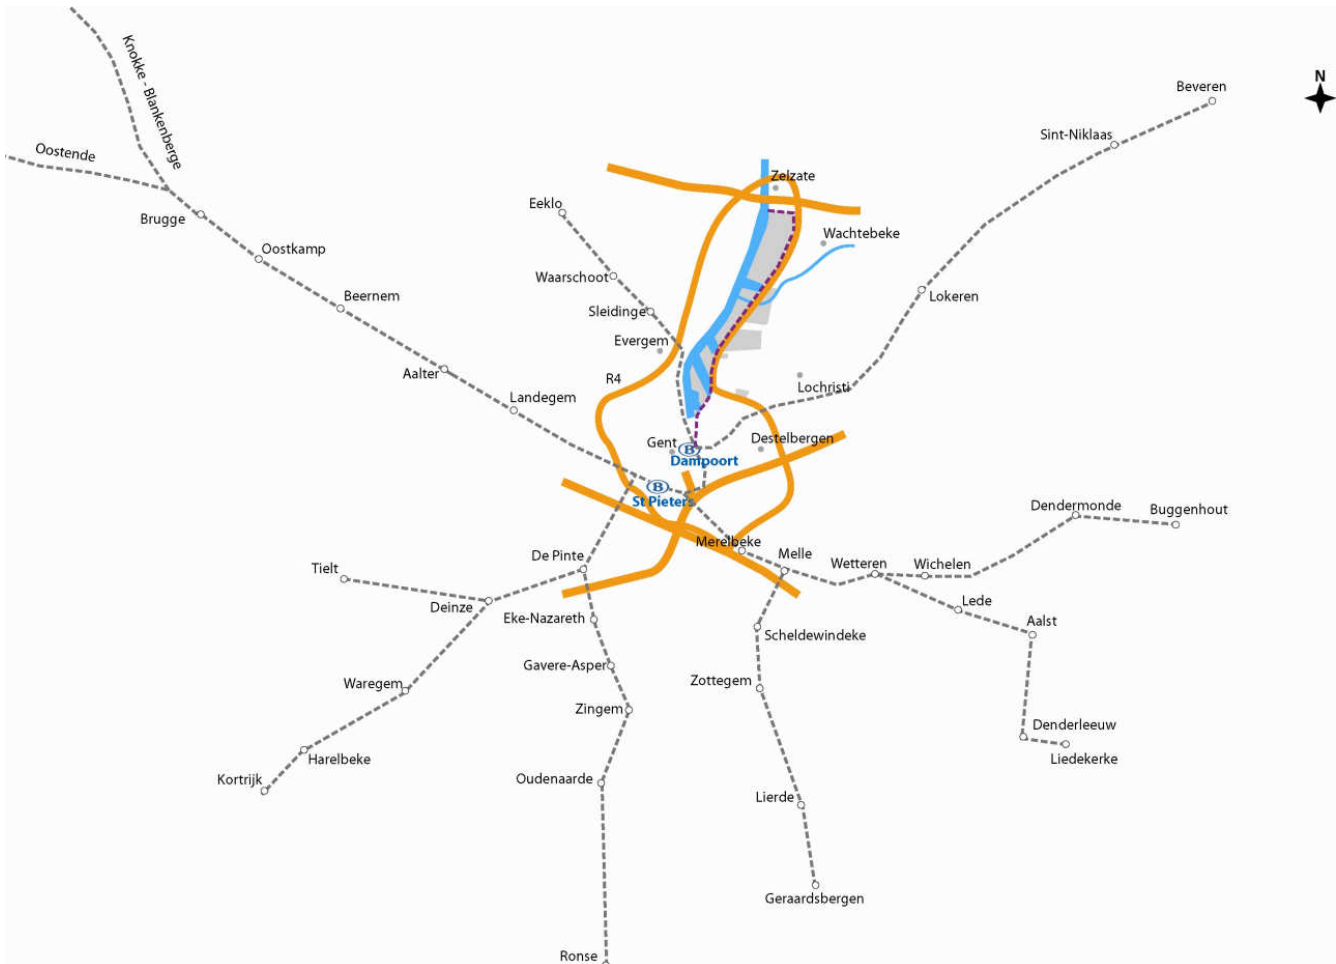 N
Beveren
Knokke - Blankenberge
Sint-Niklaas
Oostende
Zelzate
Eeklo
Brugge
Wachtebeke
Oostkamp
Waarschoot
Beernem
Lokeren
Sleidinge
Evergem
Aalter
R4
Lochristi
Landegem
Gent
Destelbergen
B
Dampoort
B
St Pieters
Dendermonde
Buggenhout
Merelbeke
Melle
De Pinte
Wetteren
Wichelen
Tielt
Deinze
Lede
Eke-Nazareth
Aalst
Scheldewindeke
Gavere-Asper
Zottegem
Waregem
Zingem
Denderleeuw
Harelbeke
Liedekerke
Kortrijk
Oudenaarde
Lierde
Geraardsbergen
Ronse